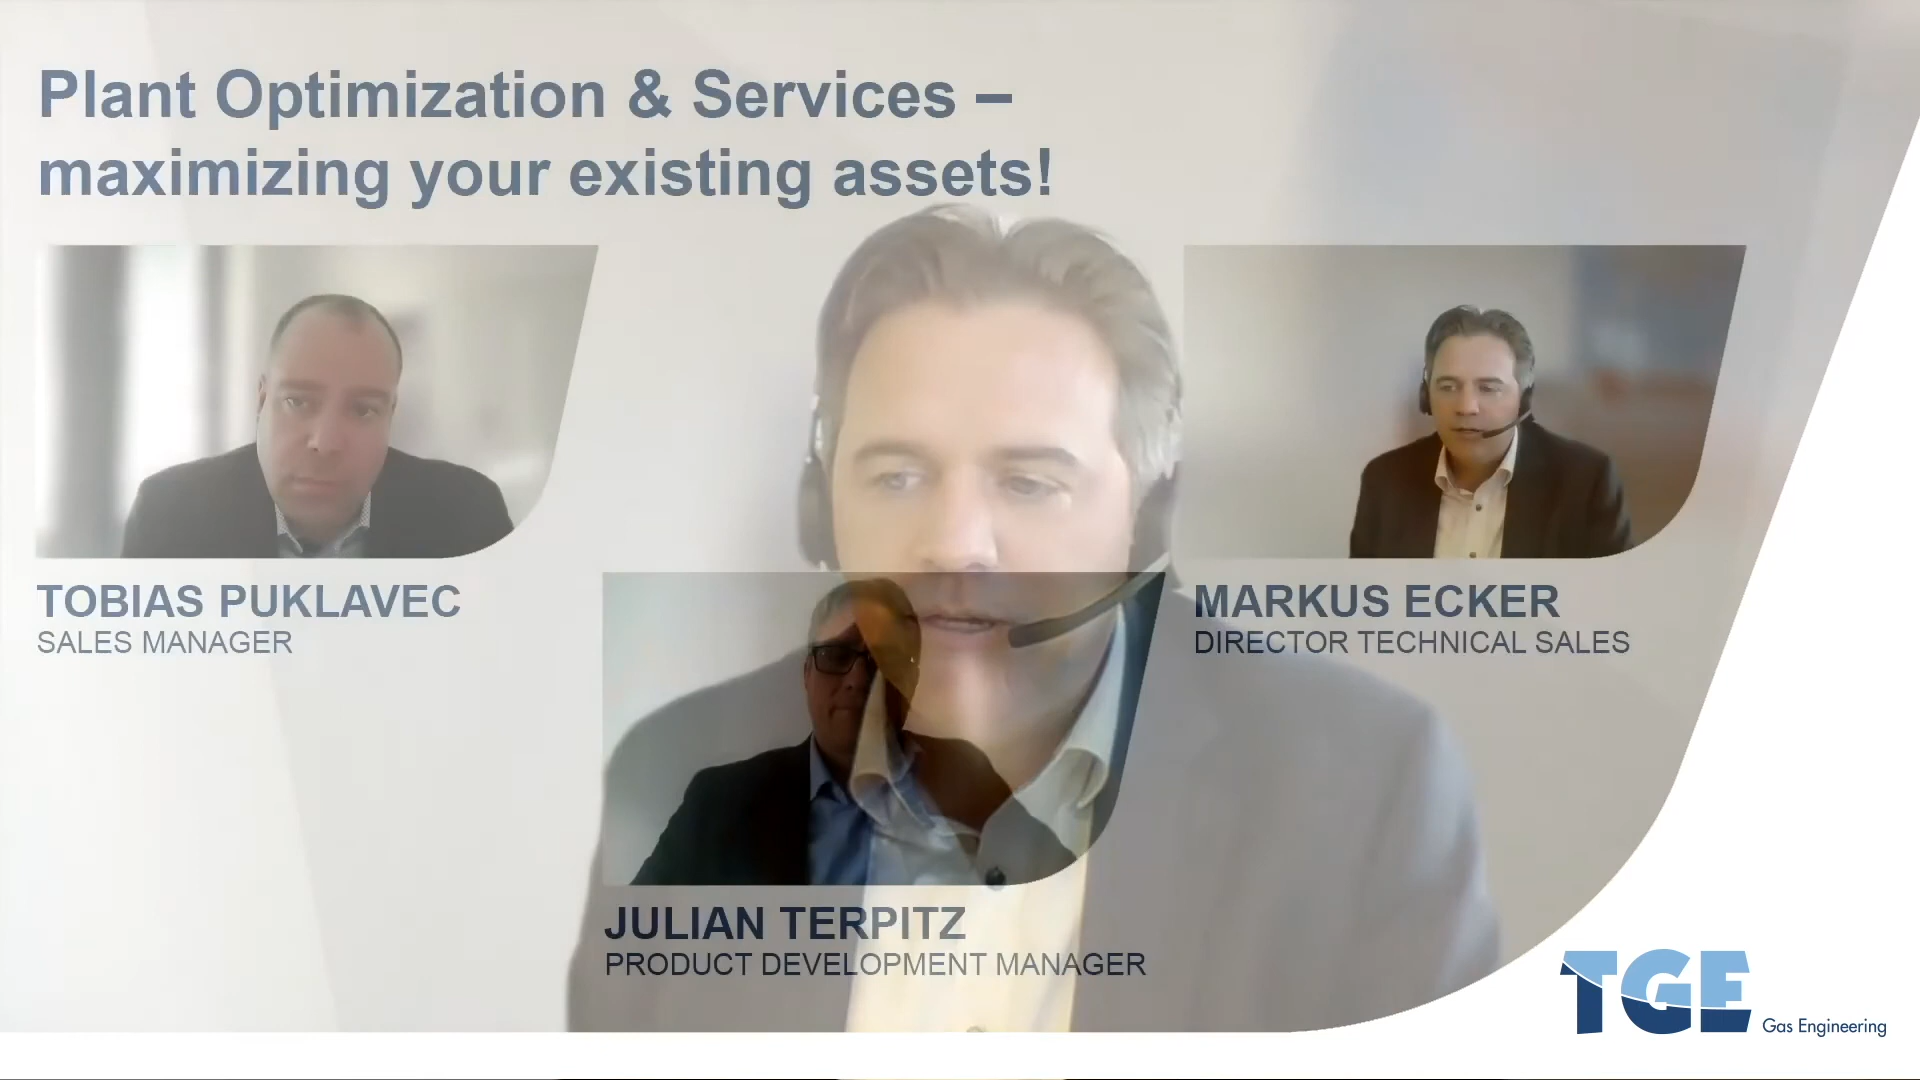 Plant Optimization & Services –
maximizing your existing assets!
TOBIAS PUKLAVEC
SALES MANAGER
MARKUS ECKER
DIRECTOR TECHNICAL SALES
JULIAN TERPITZ
PRODUCT DEVELOPMENT MANAGER
TGE Gas Engineering